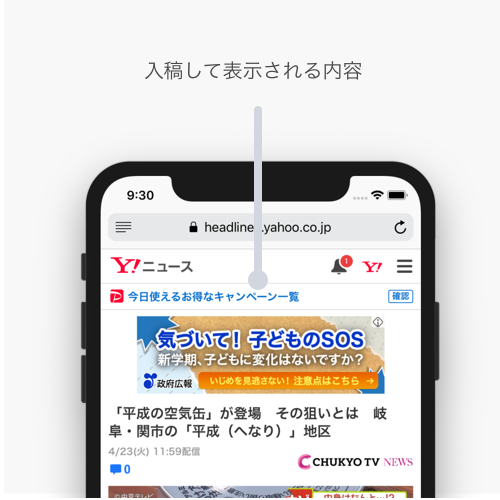 入稿して表示される内容
9:30
headline.yahoo.co.jp
Y!ニュース
1
Y!
今日使えるお得なキャンペーン一覧
確認
気づいて! 子どものSOS
新学期、子どもに変化はないですか?
政府広報
いじめを見逃さない! 注意点はこちら →
「平成の空気缶」が登場 その狙いとは 岐
阜・関市の「平成（へなり）」地区
4/23(火) 11:59配信
0
CHUKYO TV NEWS
©中京テレビ